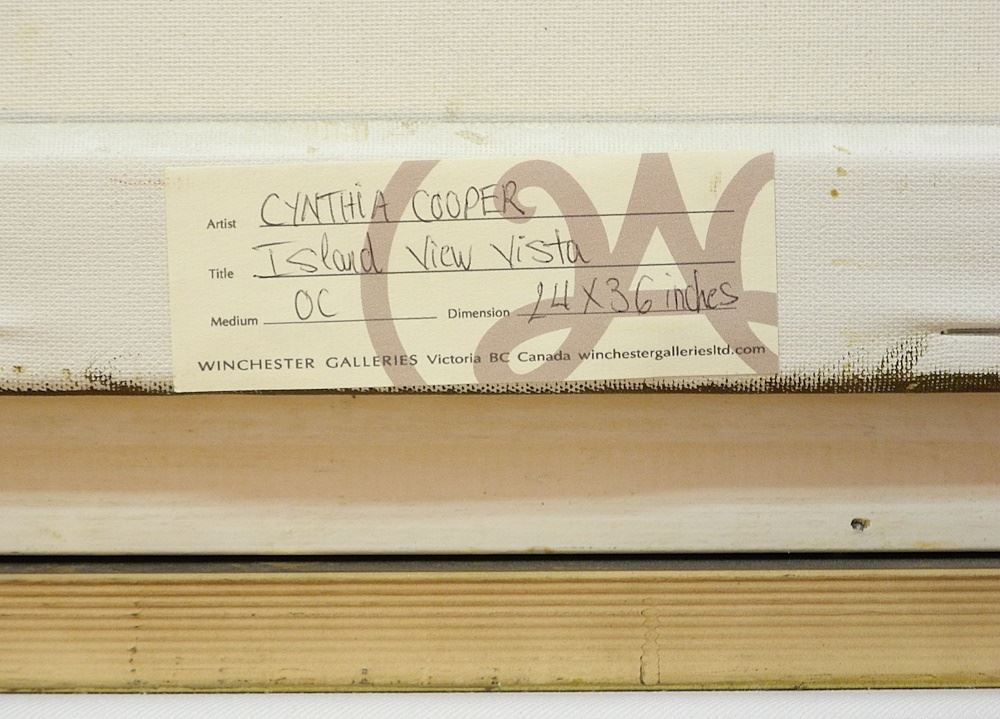 Artist CYNTHIA COOPER
Title Island View Vista
Medium OC Dimension 24 X 36 inches
WINCHESTER GALLERIES Victoria BC Canada winchestergalleriesltd.com